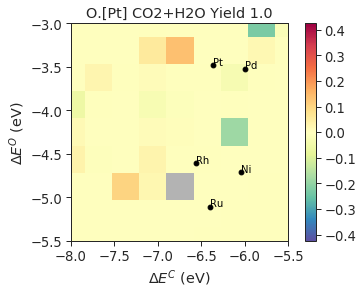 O.[Pt] CO2+H2O Yield 1.0
−3.0
−3.5
−4.0
−4.5
−5.0
−5.5
ΔE^O (eV)
Pt
Pd
Rh
Ni
Ru
−8.0 −7.5 −7.0 −6.5 −6.0 −5.5
ΔE^C (eV)
0.4
0.3
0.2
0.1
0.0
−0.1
−0.2
−0.3
−0.4